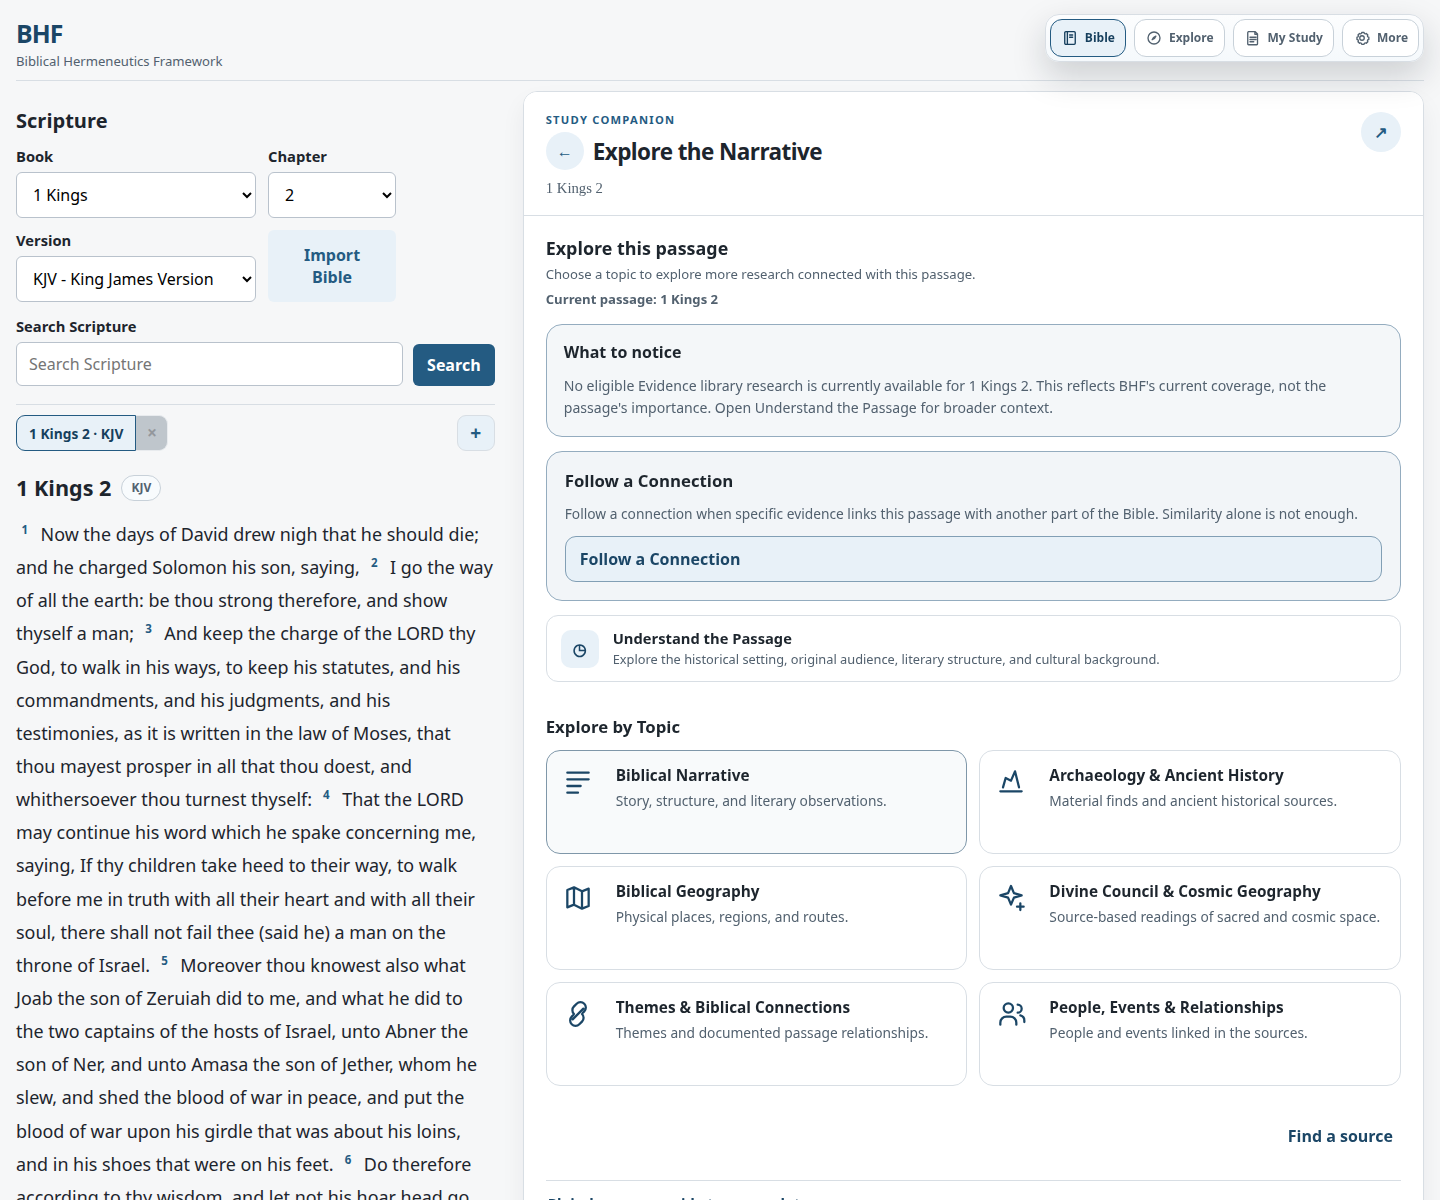 BHF
Biblical Hermeneutics Framework
Bible
Explore
My Study
More
Scripture
Book
Chapter
1 Kings
2
Version
KJV - King James Version
Import
Bible
Search Scripture
Search Scripture
Search
1 Kings 2 · KJV
×
+
1 Kings 2 KJV
1 Now the days of David drew nigh that he should die;
and he charged Solomon his son, saying, 2 I go the way
of all the earth: be thou strong therefore, and show
thyself a man; 3 And keep the charge of the LORD thy
God, to walk in his ways, to keep his statutes, and his
commandments, and his judgments, and his
testimonies, as it is written in the law of Moses, that
thou mayest prosper in all that thou doest, and
whithersoever thou turnest thyself: 4 That the LORD
may continue his word which he spake concerning me,
saying, If thy children take heed to their way, to walk
before me in truth with all their heart and with all their
soul, there shall not fail thee (said he) a man on the
throne of Israel. 5 Moreover thou knowest also what
Joab the son of Zeruiah did to me, and what he did to
the two captains of the hosts of Israel, unto Abner the
son of Ner, and unto Amasa the son of Jether, whom he
slew, and shed the blood of war in peace, and put the
blood of war upon his girdle that was about his loins,
and in his shoes that were on his feet. 6 Do therefore
according to thy wisdom, and let not his hoar head go
STUDY COMPANION
← Explore the Narrative
↗
1 Kings 2
Explore this passage
Choose a topic to explore more research connected with this passage.
Current passage: 1 Kings 2
What to notice
No eligible Evidence library research is currently available for 1 Kings 2. This reflects BHF's current coverage, not the
passage's importance. Open Understand the Passage for broader context.
Follow a Connection
Follow a connection when specific evidence links this passage with another part of the Bible. Similarity alone is not enough.
Follow a Connection
Understand the Passage
Explore the historical setting, original audience, literary structure, and cultural background.
Explore by Topic
Biblical Narrative
Story, structure, and literary observations.
Archaeology & Ancient History
Material finds and ancient historical sources.
Biblical Geography
Physical places, regions, and routes.
Divine Council & Cosmic Geography
Source-based readings of sacred and cosmic space.
Themes & Biblical Connections
Themes and documented passage relationships.
People, Events & Relationships
People and events linked in the sources.
Find a source